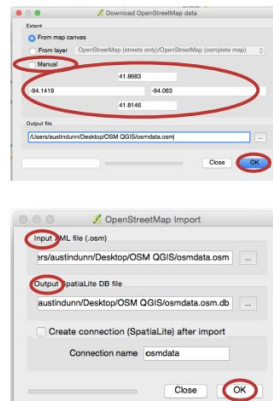 Download OpenStreetMap data
Extent
From map canvas
From layer OpenStreetMap (streets only)/OpenStreetMap (complete map)
Manual
41.8683
-94.1419 -94.063
41.8146
Output file
/Users/austindunn/Desktop/OSM QGIS/osmdata.osm ...
Close OK
OpenStreetMap Import
Input XML file (.osm)
ers/austindunn/Desktop/OSM QGIS/osmdata.osm ...
Output SpatiaLite DB file
austindunn/Desktop/OSM QGIS/osmdata.osm.db ...
Create connection (SpatiaLite) after import
Connection name osmdata
Close OK